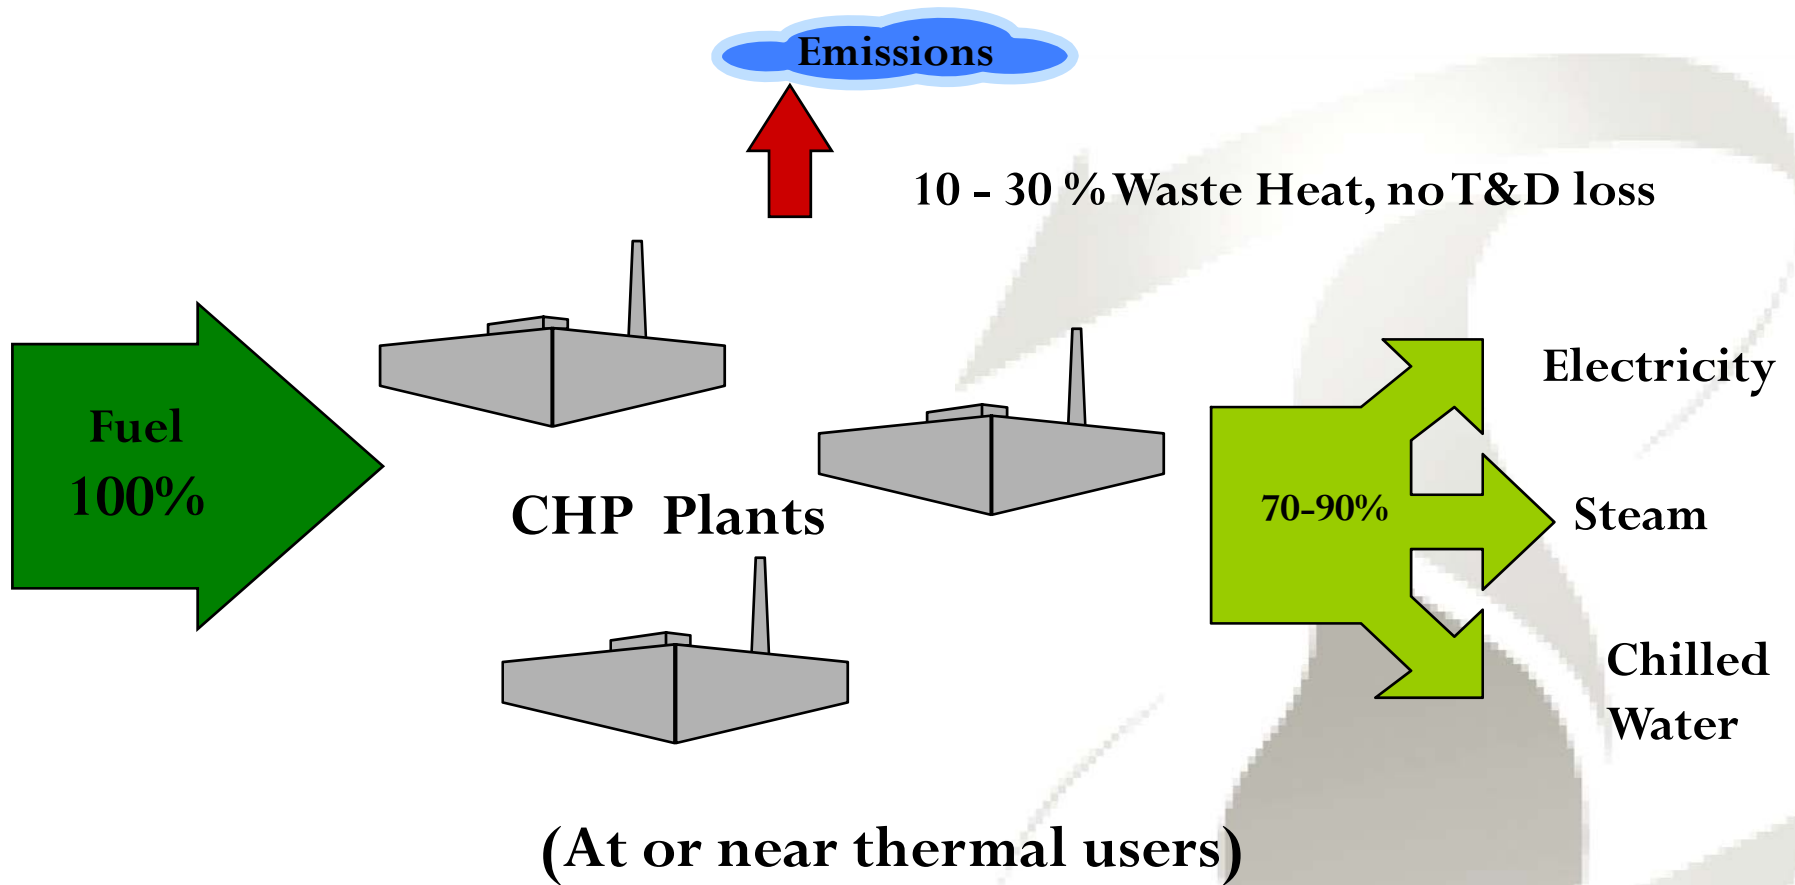 Emissions
10 - 30 % Waste Heat, no T&D loss
Fuel
100%
CHP Plants
70-90%
Electricity
Steam
Chilled
Water
(At or near thermal users)